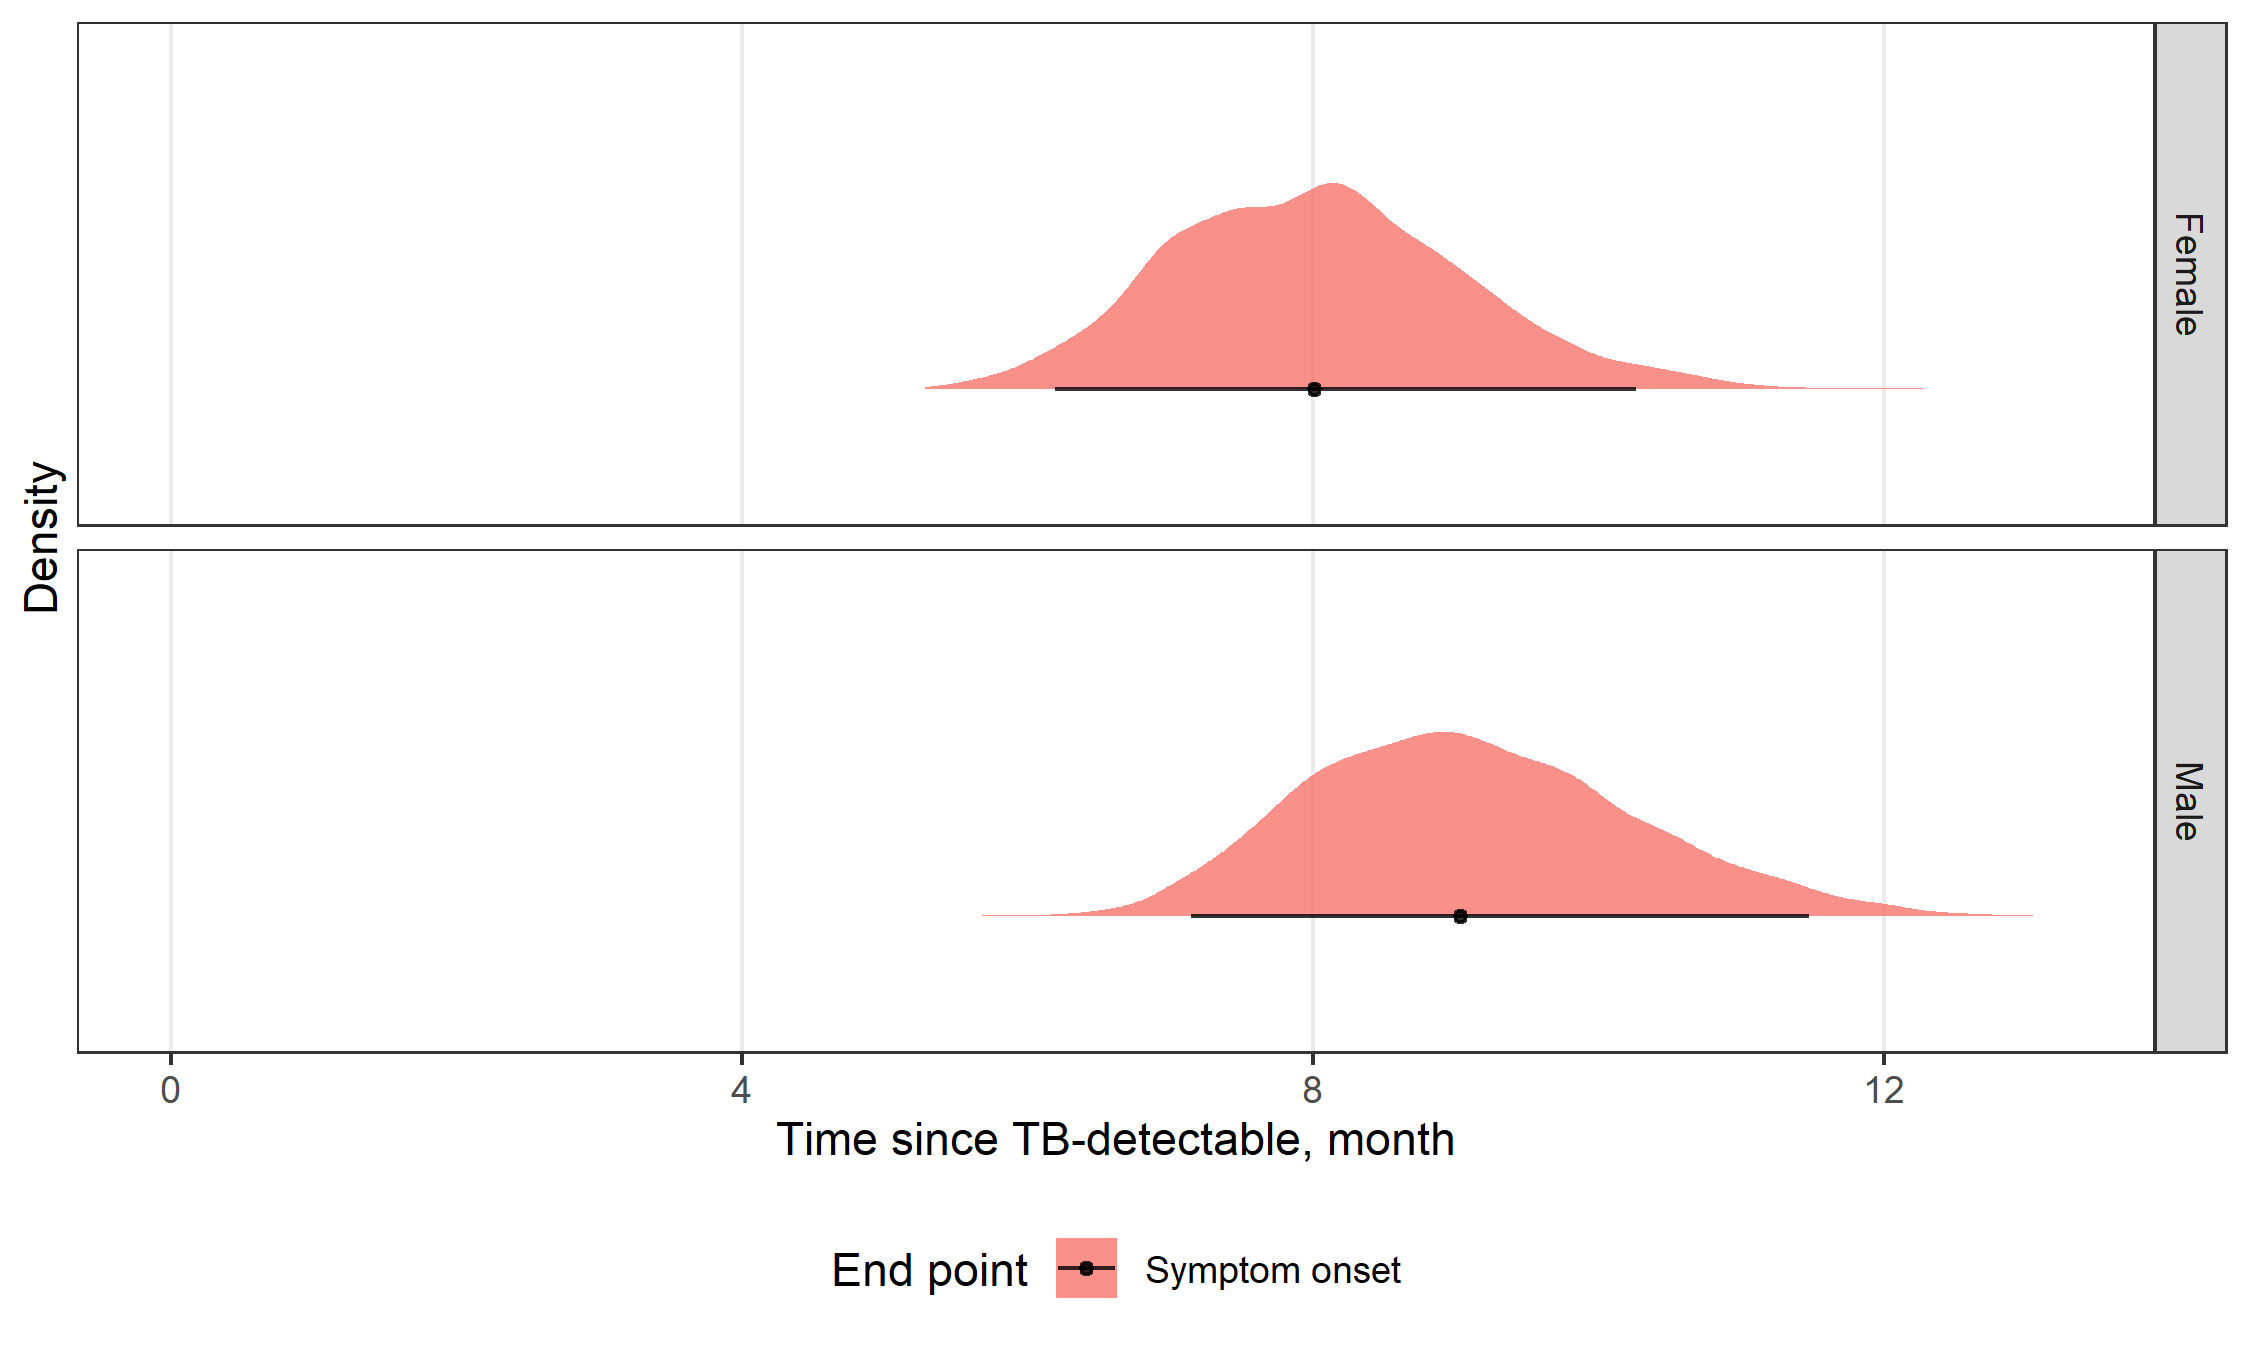 Density
Female
Male
0 4 8 12
Time since TB-detectable, month
End point Symptom onset